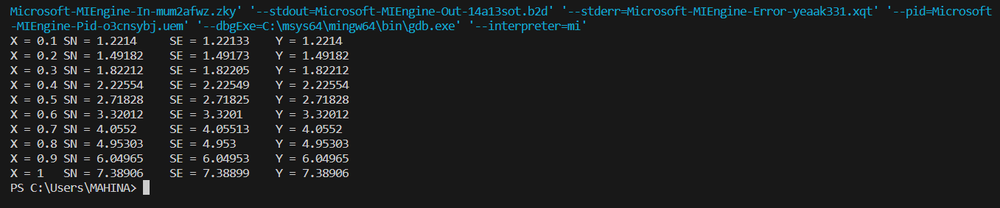 Microsoft-MIEngine-In-mum2afwz.zky' '--stdout=Microsoft-MIEngine-Out-14a13sot.b2d' '--stderr=Microsoft-MIEngine-Error-yeaak331.xqt' '--pid=Microsoft
-MIEngine-Pid-o3cnsybj.uem' '--dbgExe=C:\msys64\mingw64\bin\gdb.exe' '--interpreter=mi'
X = 0.1 SN = 1.2214     SE = 1.22133    Y = 1.2214
X = 0.2 SN = 1.49182    SE = 1.49173    Y = 1.49182
X = 0.3 SN = 1.82212    SE = 1.82205    Y = 1.82212
X = 0.4 SN = 2.22554    SE = 2.22549    Y = 2.22554
X = 0.5 SN = 2.71828    SE = 2.71825    Y = 2.71828
X = 0.6 SN = 3.32012    SE = 3.3201     Y = 3.32012
X = 0.7 SN = 4.0552     SE = 4.05513    Y = 4.0552
X = 0.8 SN = 4.95303    SE = 4.953      Y = 4.95303
X = 0.9 SN = 6.04965    SE = 6.04953    Y = 6.04965
X = 1   SN = 7.38906    SE = 7.38899    Y = 7.38906
PS C:\Users\MAHINA>